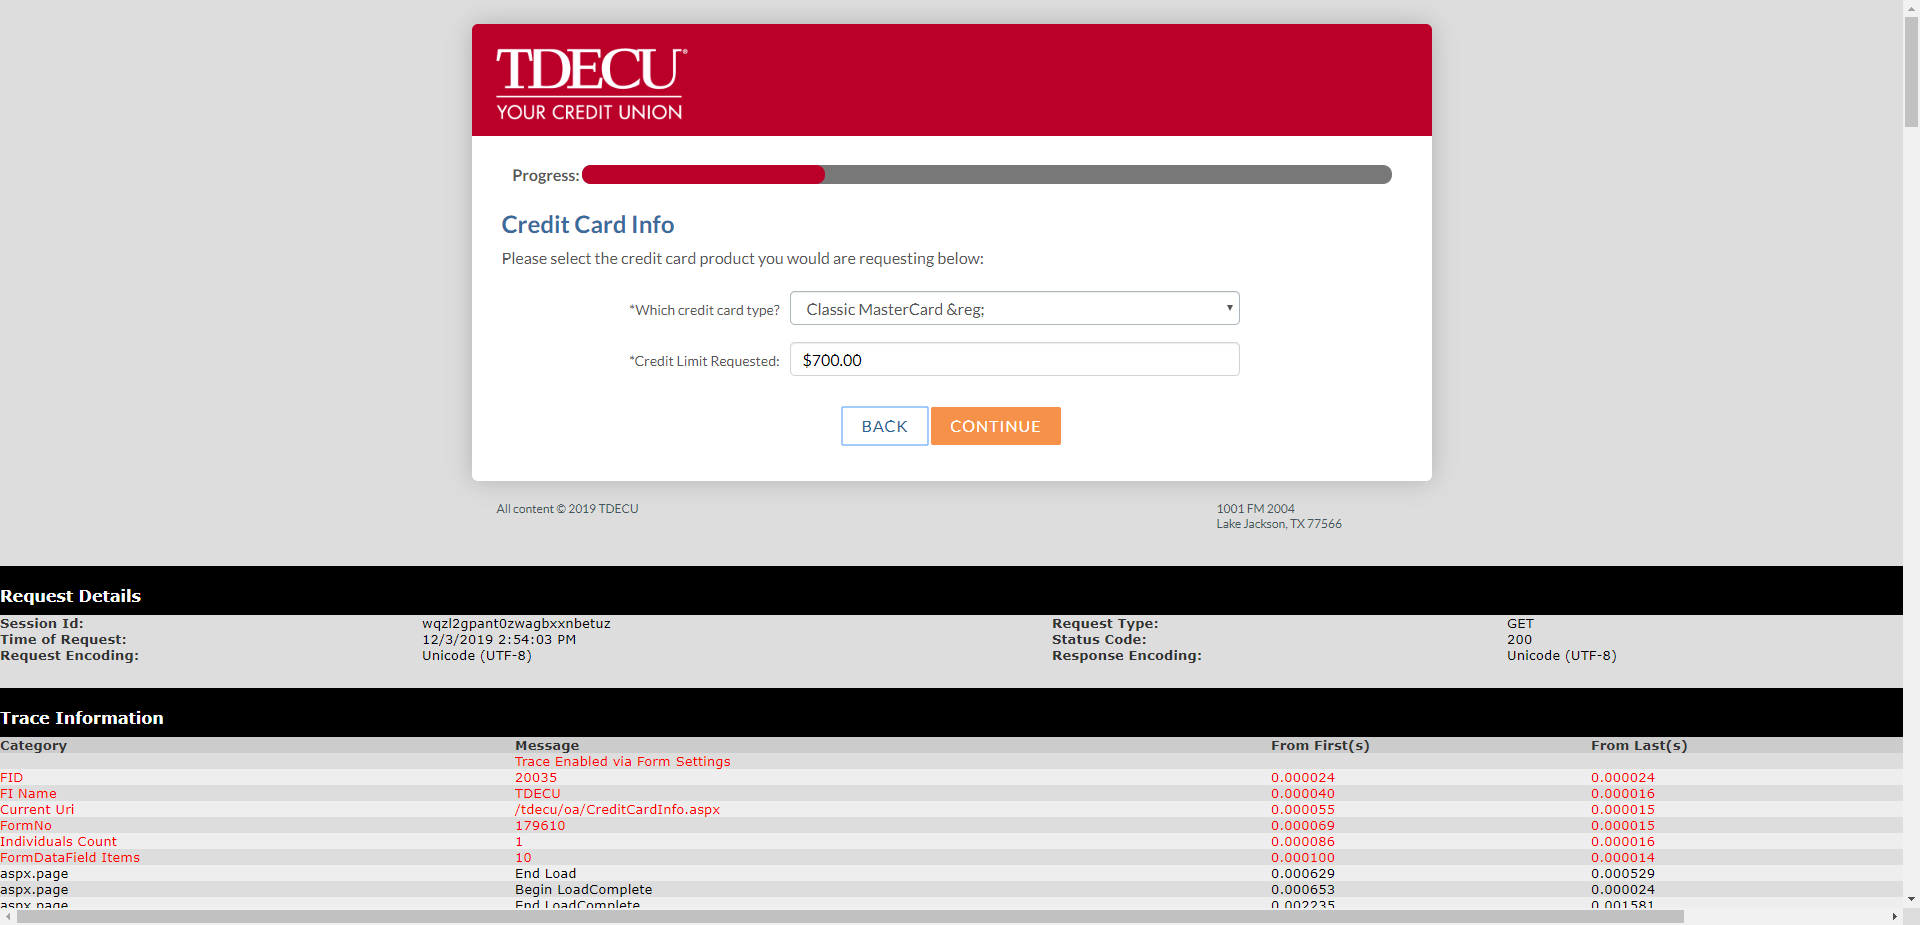 TDECU®
YOUR CREDIT UNION
Progress:
Credit Card Info
Please select the credit card product you would are requesting below:
*Which credit card type? Classic MasterCard &reg;
*Credit Limit Requested: $700.00
BACK CONTINUE
All content © 2019 TDECU 1001 FM 2004
Lake Jackson, TX 77566
Request Details
Session Id: wqzl2gpant0zwagbxxnbetuz Request Type: GET
Time of Request: 12/3/2019 2:54:03 PM Status Code: 200
Request Encoding: Unicode (UTF-8) Response Encoding: Unicode (UTF-8)
Trace Information
Category Message From First(s) From Last(s)
Trace Enabled via Form Settings
FID 20035 0.000024 0.000024
FI Name TDECU 0.000040 0.000016
Current Uri /tdecu/oa/CreditCardInfo.aspx 0.000055 0.000015
FormNo 179610 0.000069 0.000015
Individuals Count 1 0.000086 0.000016
FormDataField Items 10 0.000100 0.000014
aspx.page End Load 0.000629 0.000529
aspx.page Begin LoadComplete 0.000653 0.000024
aspx.page End LoadComplete 0.002235 0.001581